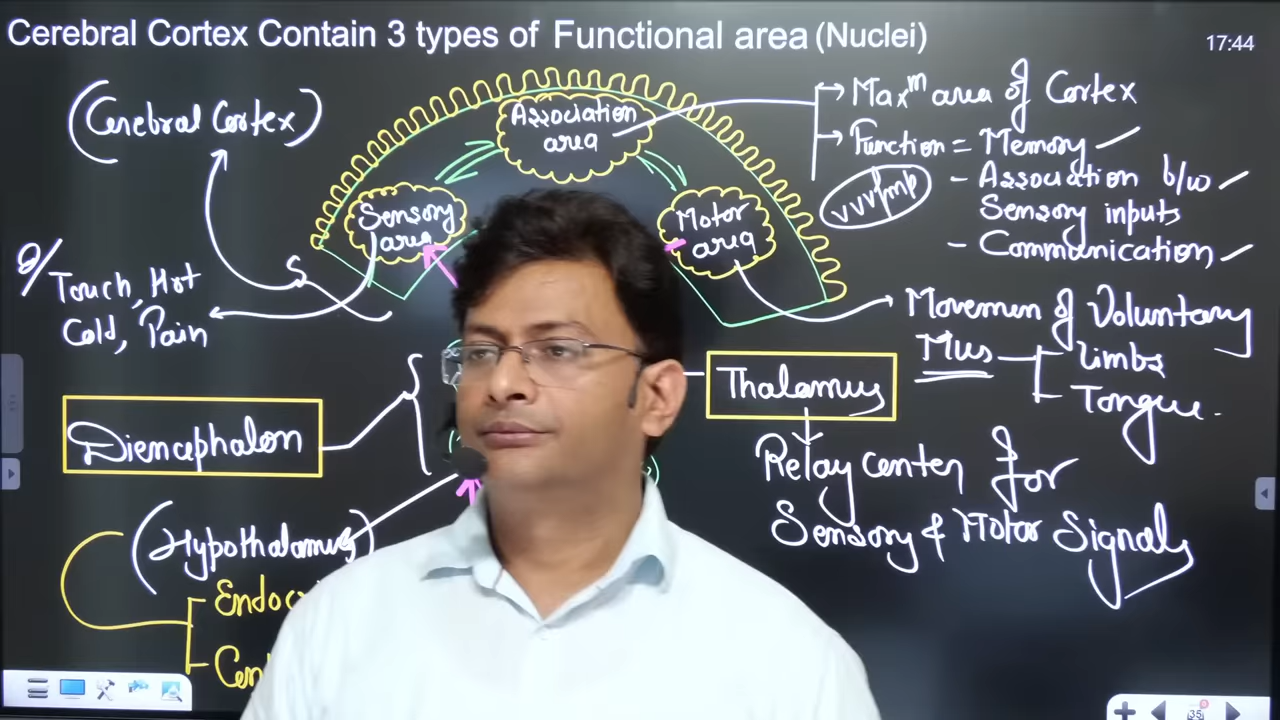 Cerebral Cortex Contain 3 types of Functional area (Nuclei)
17:44
(Cerebral Cortex)
Association
area
Sensory
area
Motor
area
→ Maxm area of Cortex
→ Function = Memory
vvvImp
- Association b/w
Sensory inputs
- Communication
Touch, Hot
Cold, Pain
Movemen of Voluntary
Mus
Limbs
Tongue.
Diencephalon
Thalamus
Relay center for
Sensory & Motor Signals
(Hypothalamus)
35